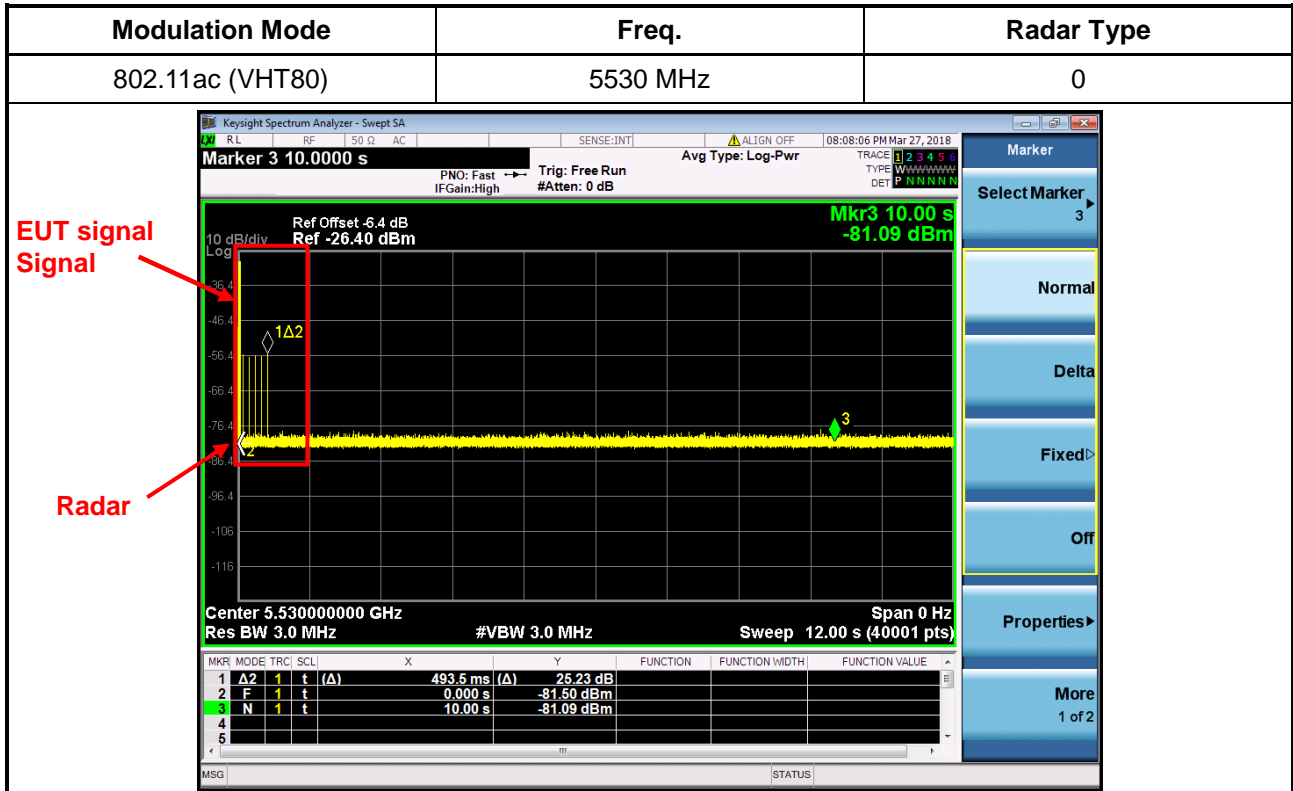 Modulation Mode Freq. Radar Type
802.11ac (VHT80) 5530 MHz 0
Keysight Spectrum Analyzer - Swept SA
LXI RL RF 50 Ω AC SENSE:INT ALIGN OFF 08:08:06 PM Mar 27, 2018
Marker 3 10.0000 s
PNO: Fast IFGain:High
Trig: Free Run #Atten: 0 dB
Avg Type: Log-Pwr
TRACE 1 2 3 4 5 6
TYPE WWWWWW
DET P N N N N N
Marker
Select Marker
3
Normal
Delta
Fixed
Off
Properties
More
1 of 2
EUT signal
Signal
Radar
10 dB/div
Log
Ref Offset -6.4 dB
Ref -26.40 dBm
Mkr3 10.00 s
-81.09 dBm
-36.4
-46.4
1Δ2
-56.4
-66.4
-76.4
3
2
-86.4
-96.4
-106
-116
Center 5.530000000 GHz Span 0 Hz
Res BW 3.0 MHz #VBW 3.0 MHz Sweep 12.00 s (40001 pts)
MKR MODE TRC SCL X Y FUNCTION FUNCTION WIDTH FUNCTION VALUE
1 Δ2 1 t (Δ) 493.5 ms (Δ) 25.23 dB
2 F 1 t 0.000 s -81.50 dBm
3 N 1 t 10.00 s -81.09 dBm
4
5
MSG STATUS